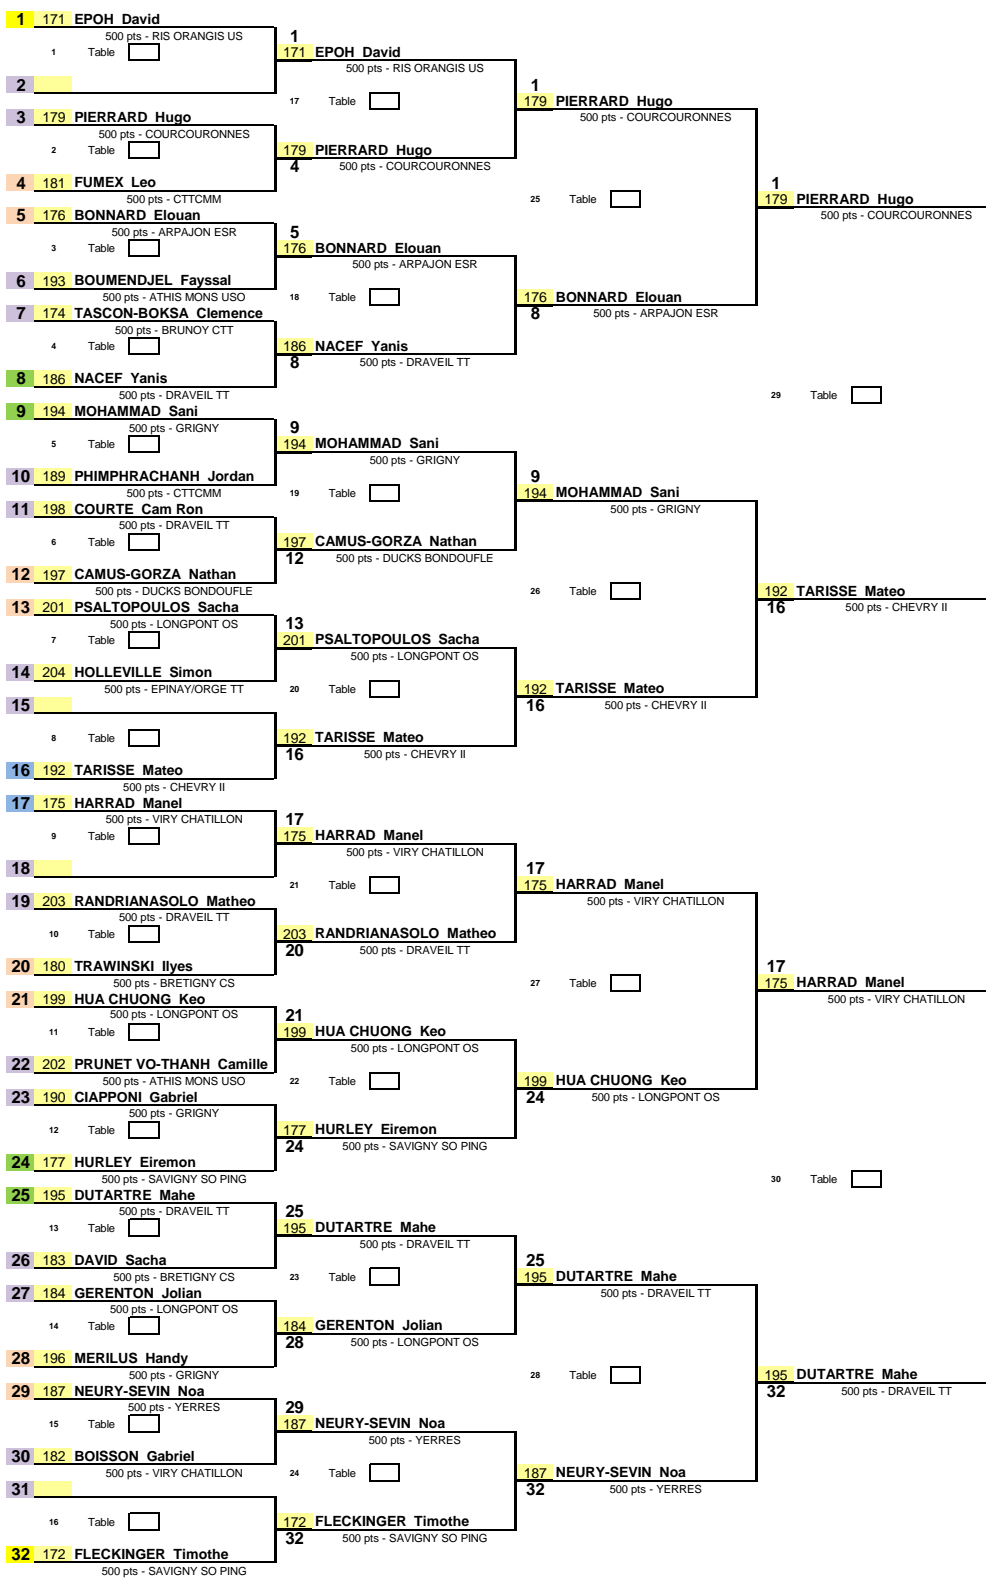 1 171 EPOH David
500 pts - RIS ORANGIS US
1 Table
1
171 EPOH David
500 pts - RIS ORANGIS US
2
17 Table
1
179 PIERRARD Hugo
500 pts - COURCOURONNES
3 179 PIERRARD Hugo
500 pts - COURCOURONNES
2 Table
179 PIERRARD Hugo
4 500 pts - COURCOURONNES
4 181 FUMEX Leo
500 pts - CTTCMM
25 Table
1
179 PIERRARD Hugo
500 pts - COURCOURONNES
5 176 BONNARD Elouan
500 pts - ARPAJON ESR
3 Table
5
176 BONNARD Elouan
500 pts - ARPAJON ESR
6 193 BOUMENDJEL Fayssal
500 pts - ATHIS MONS USO
18 Table
176 BONNARD Elouan
8 500 pts - ARPAJON ESR
7 174 TASCON-BOKSA Clemence
500 pts - BRUNOY CTT
4 Table
186 NACEF Yanis
8 500 pts - DRAVEIL TT
8 186 NACEF Yanis
500 pts - DRAVEIL TT
29 Table
9 194 MOHAMMAD Sani
500 pts - GRIGNY
5 Table
9
194 MOHAMMAD Sani
500 pts - GRIGNY
10 189 PHIMPHRACHANH Jordan
500 pts - CTTCMM
19 Table
9
194 MOHAMMAD Sani
500 pts - GRIGNY
11 198 COURTE Cam Ron
500 pts - DRAVEIL TT
6 Table
197 CAMUS-GORZA Nathan
12 500 pts - DUCKS BONDOUFLE
12 197 CAMUS-GORZA Nathan
500 pts - DUCKS BONDOUFLE
26 Table
192 TARISSE Mateo
16 500 pts - CHEVRY II
13 201 PSALTOPOULOS Sacha
500 pts - LONGPONT OS
7 Table
13
201 PSALTOPOULOS Sacha
500 pts - LONGPONT OS
14 204 HOLLEVILLE Simon
500 pts - EPINAY/ORGE TT
20 Table
192 TARISSE Mateo
16 500 pts - CHEVRY II
15
8 Table
192 TARISSE Mateo
16 500 pts - CHEVRY II
16 192 TARISSE Mateo
500 pts - CHEVRY II
17 175 HARRAD Manel
500 pts - VIRY CHATILLON
9 Table
17
175 HARRAD Manel
500 pts - VIRY CHATILLON
18
21 Table
17
175 HARRAD Manel
500 pts - VIRY CHATILLON
19 203 RANDRIANASOLO Matheo
500 pts - DRAVEIL TT
10 Table
203 RANDRIANASOLO Matheo
20 500 pts - DRAVEIL TT
20 180 TRAWINSKI Ilyes
500 pts - BRETIGNY CS
27 Table
17
175 HARRAD Manel
500 pts - VIRY CHATILLON
21 199 HUA CHUONG Keo
500 pts - LONGPONT OS
11 Table
21
199 HUA CHUONG Keo
500 pts - LONGPONT OS
22 202 PRUNET VO-THANH Camille
500 pts - ATHIS MONS USO
22 Table
199 HUA CHUONG Keo
24 500 pts - LONGPONT OS
23 190 CIAPPONI Gabriel
500 pts - GRIGNY
12 Table
177 HURLEY Eiremon
24 500 pts - SAVIGNY SO PING
24 177 HURLEY Eiremon
500 pts - SAVIGNY SO PING
30 Table
25 195 DUTARTRE Mahe
500 pts - DRAVEIL TT
13 Table
25
195 DUTARTRE Mahe
500 pts - DRAVEIL TT
26 183 DAVID Sacha
500 pts - BRETIGNY CS
23 Table
25
195 DUTARTRE Mahe
500 pts - DRAVEIL TT
27 184 GERENTON Jolian
500 pts - LONGPONT OS
14 Table
184 GERENTON Jolian
28 500 pts - LONGPONT OS
28 196 MERILUS Handy
500 pts - GRIGNY
28 Table
195 DUTARTRE Mahe
32 500 pts - DRAVEIL TT
29 187 NEURY-SEVIN Noa
500 pts - YERRES
15 Table
29
187 NEURY-SEVIN Noa
500 pts - YERRES
30 182 BOISSON Gabriel
500 pts - VIRY CHATILLON
24 Table
187 NEURY-SEVIN Noa
32 500 pts - YERRES
31
16 Table
172 FLECKINGER Timothe
32 500 pts - SAVIGNY SO PING
32 172 FLECKINGER Timothe
500 pts - SAVIGNY SO PING